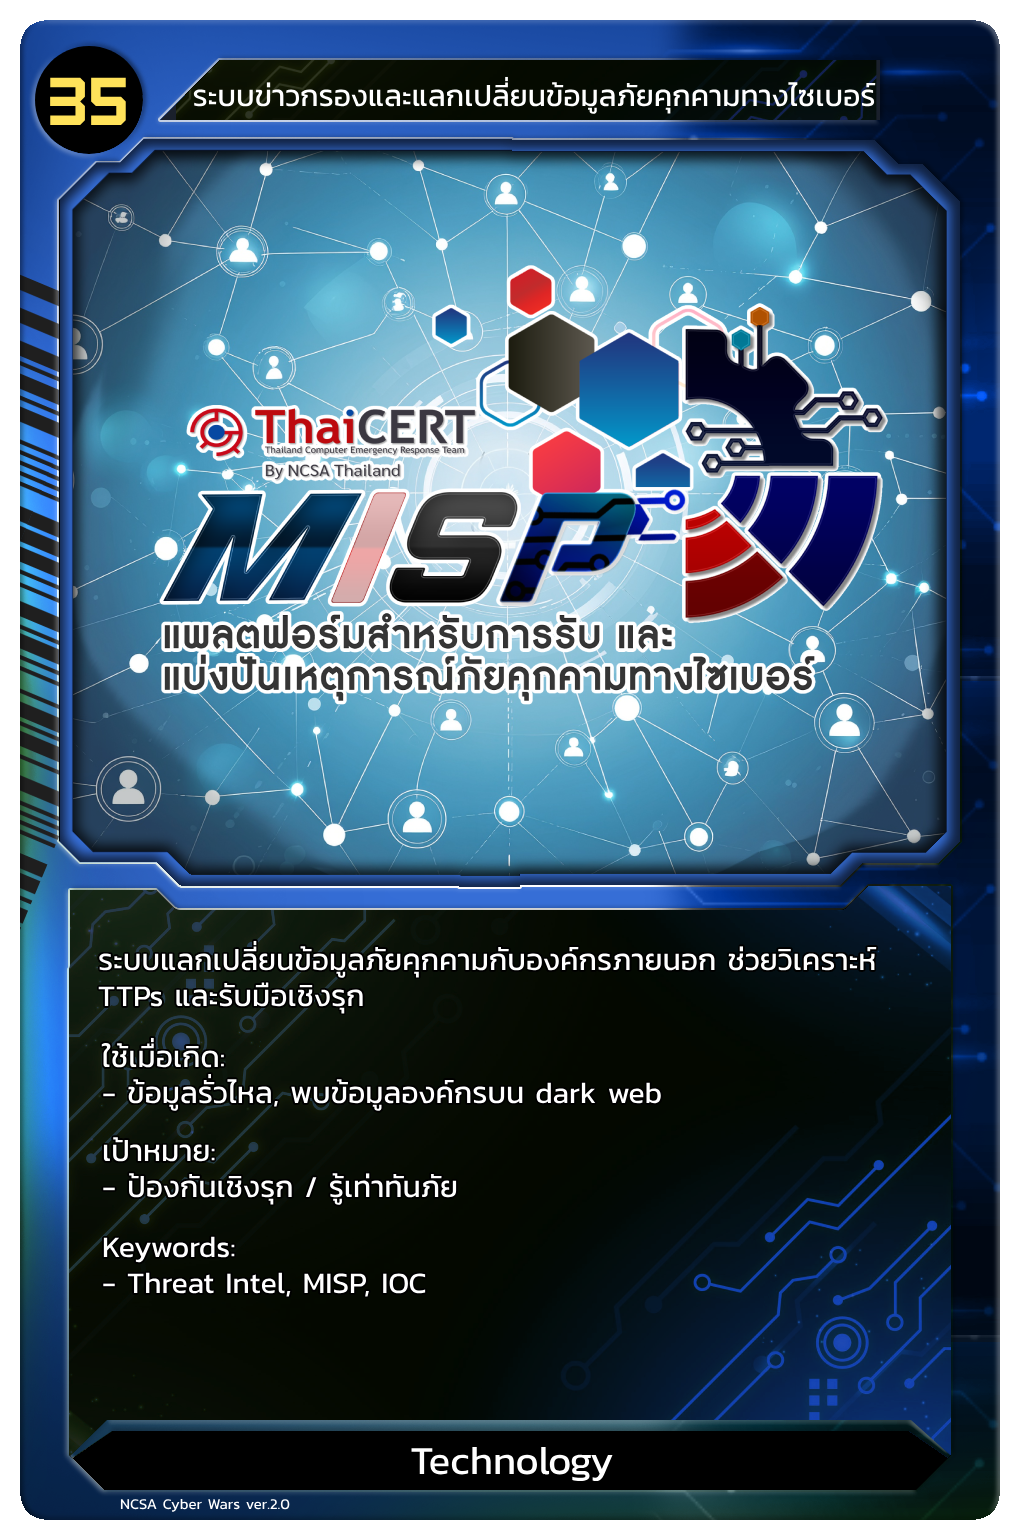 35
ระบบข่าวกรองและแลกเปลี่ยนข้อมูลภัยคุกคามทางไซเบอร์
ThaiCERT
Thailand Computer Emergency Response Team
By NCSA Thailand
MISP
แพลตฟอร์มสำหรับการรับ และ
แบ่งปันเหตุการณ์ภัยคุกคามทางไซเบอร์
ระบบแลกเปลี่ยนข้อมูลภัยคุกคามกับองค์กรภายนอก ช่วยวิเคราะห์
TTPs และรับมือเชิงรุก
ใช้เมื่อเกิด:
- ข้อมูลรั่วไหล, พบข้อมูลองค์กรบน dark web
เป้าหมาย:
- ป้องกันเชิงรุก / รู้เท่าทันภัย
Keywords:
- Threat Intel, MISP, IOC
Technology
NCSA Cyber Wars ver.2.0